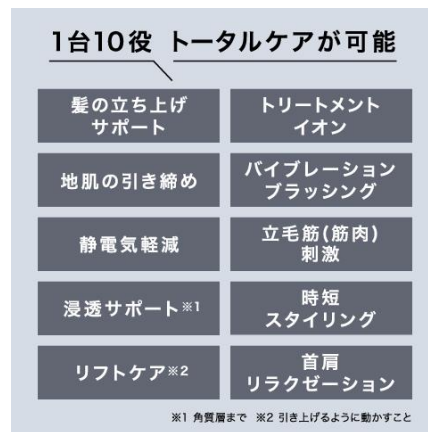 1台10役 トータルケアが可能
髪の立ち上げ
サポート
トリートメント
イオン
地肌の引き締め
バイブレーション
ブラッシング
静電気軽減
立毛筋(筋肉)
刺激
浸透サポート※1
時短
スタイリング
リフトケア※2
首肩
リラクゼーション
※1 角質層まで ※2 引き上げるように動かすこと